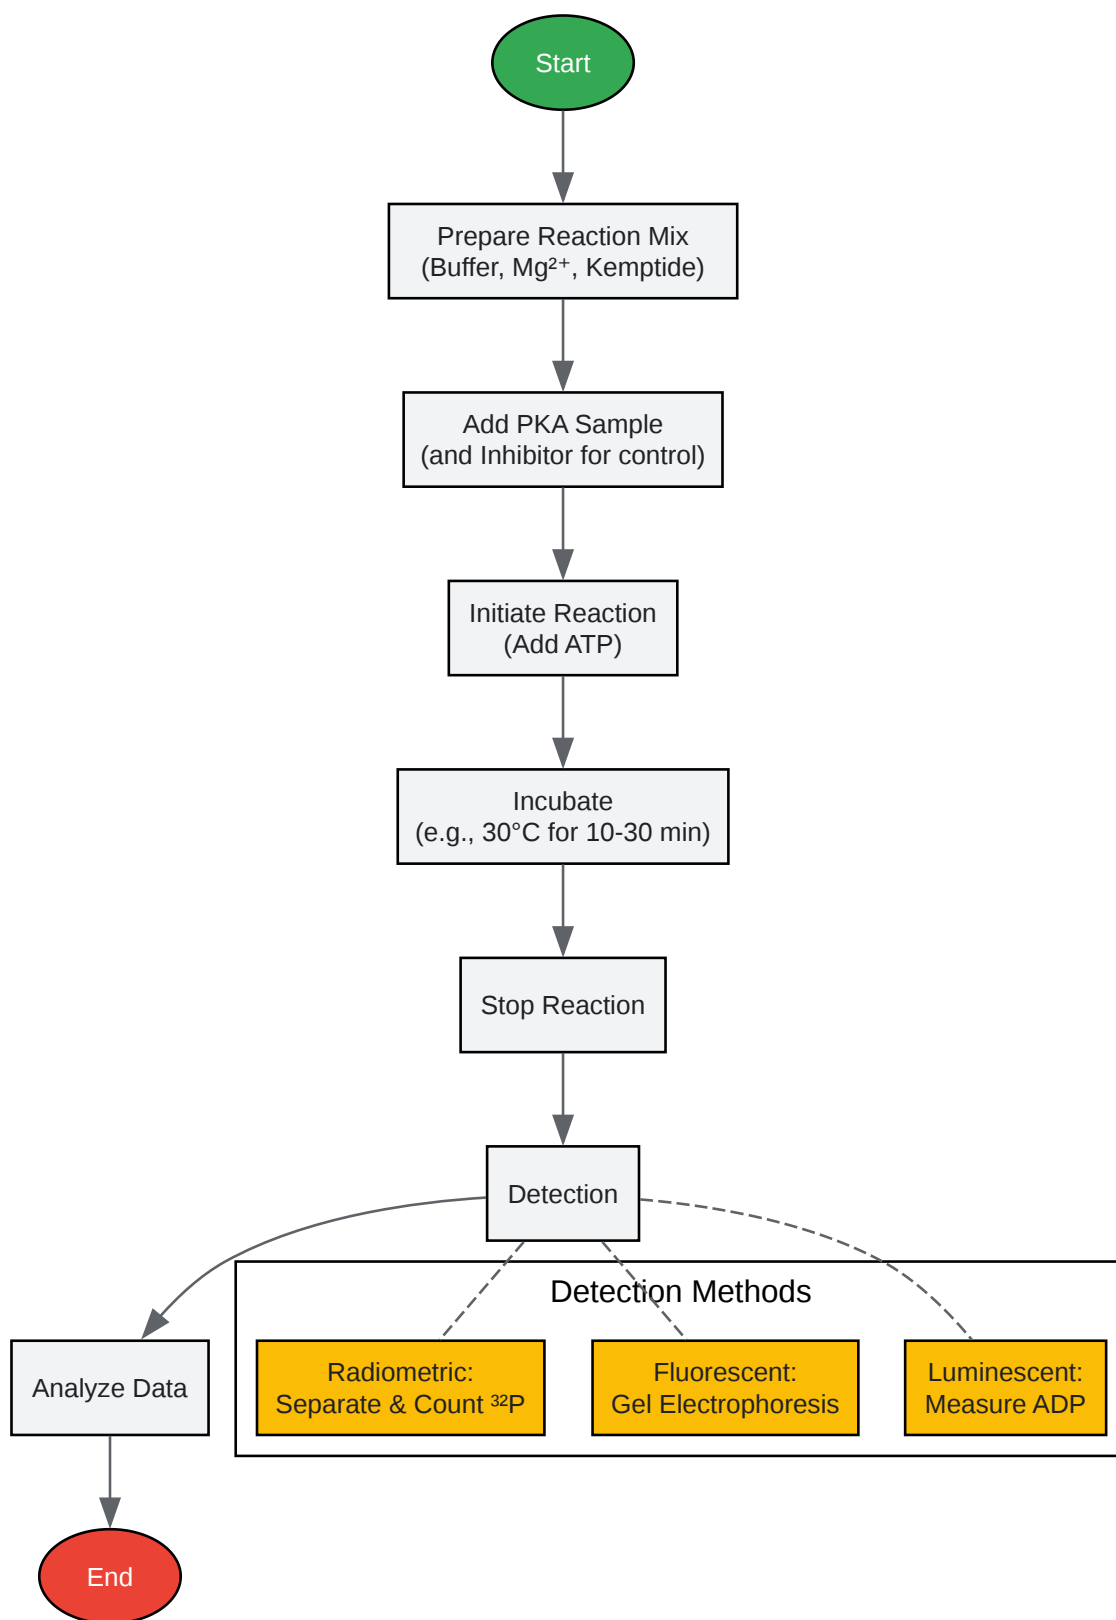 Start
Prepare Reaction Mix
(Buffer, Mg²⁺, Kemptide)
Add PKA Sample
(and Inhibitor for control)
Initiate Reaction
(Add ATP)
Incubate
(e.g., 30°C for 10-30 min)
Stop Reaction
Detection
Detection Methods
Analyze Data
Radiometric:
Separate & Count ³²P
Fluorescent:
Gel Electrophoresis
Luminescent:
Measure ADP
End